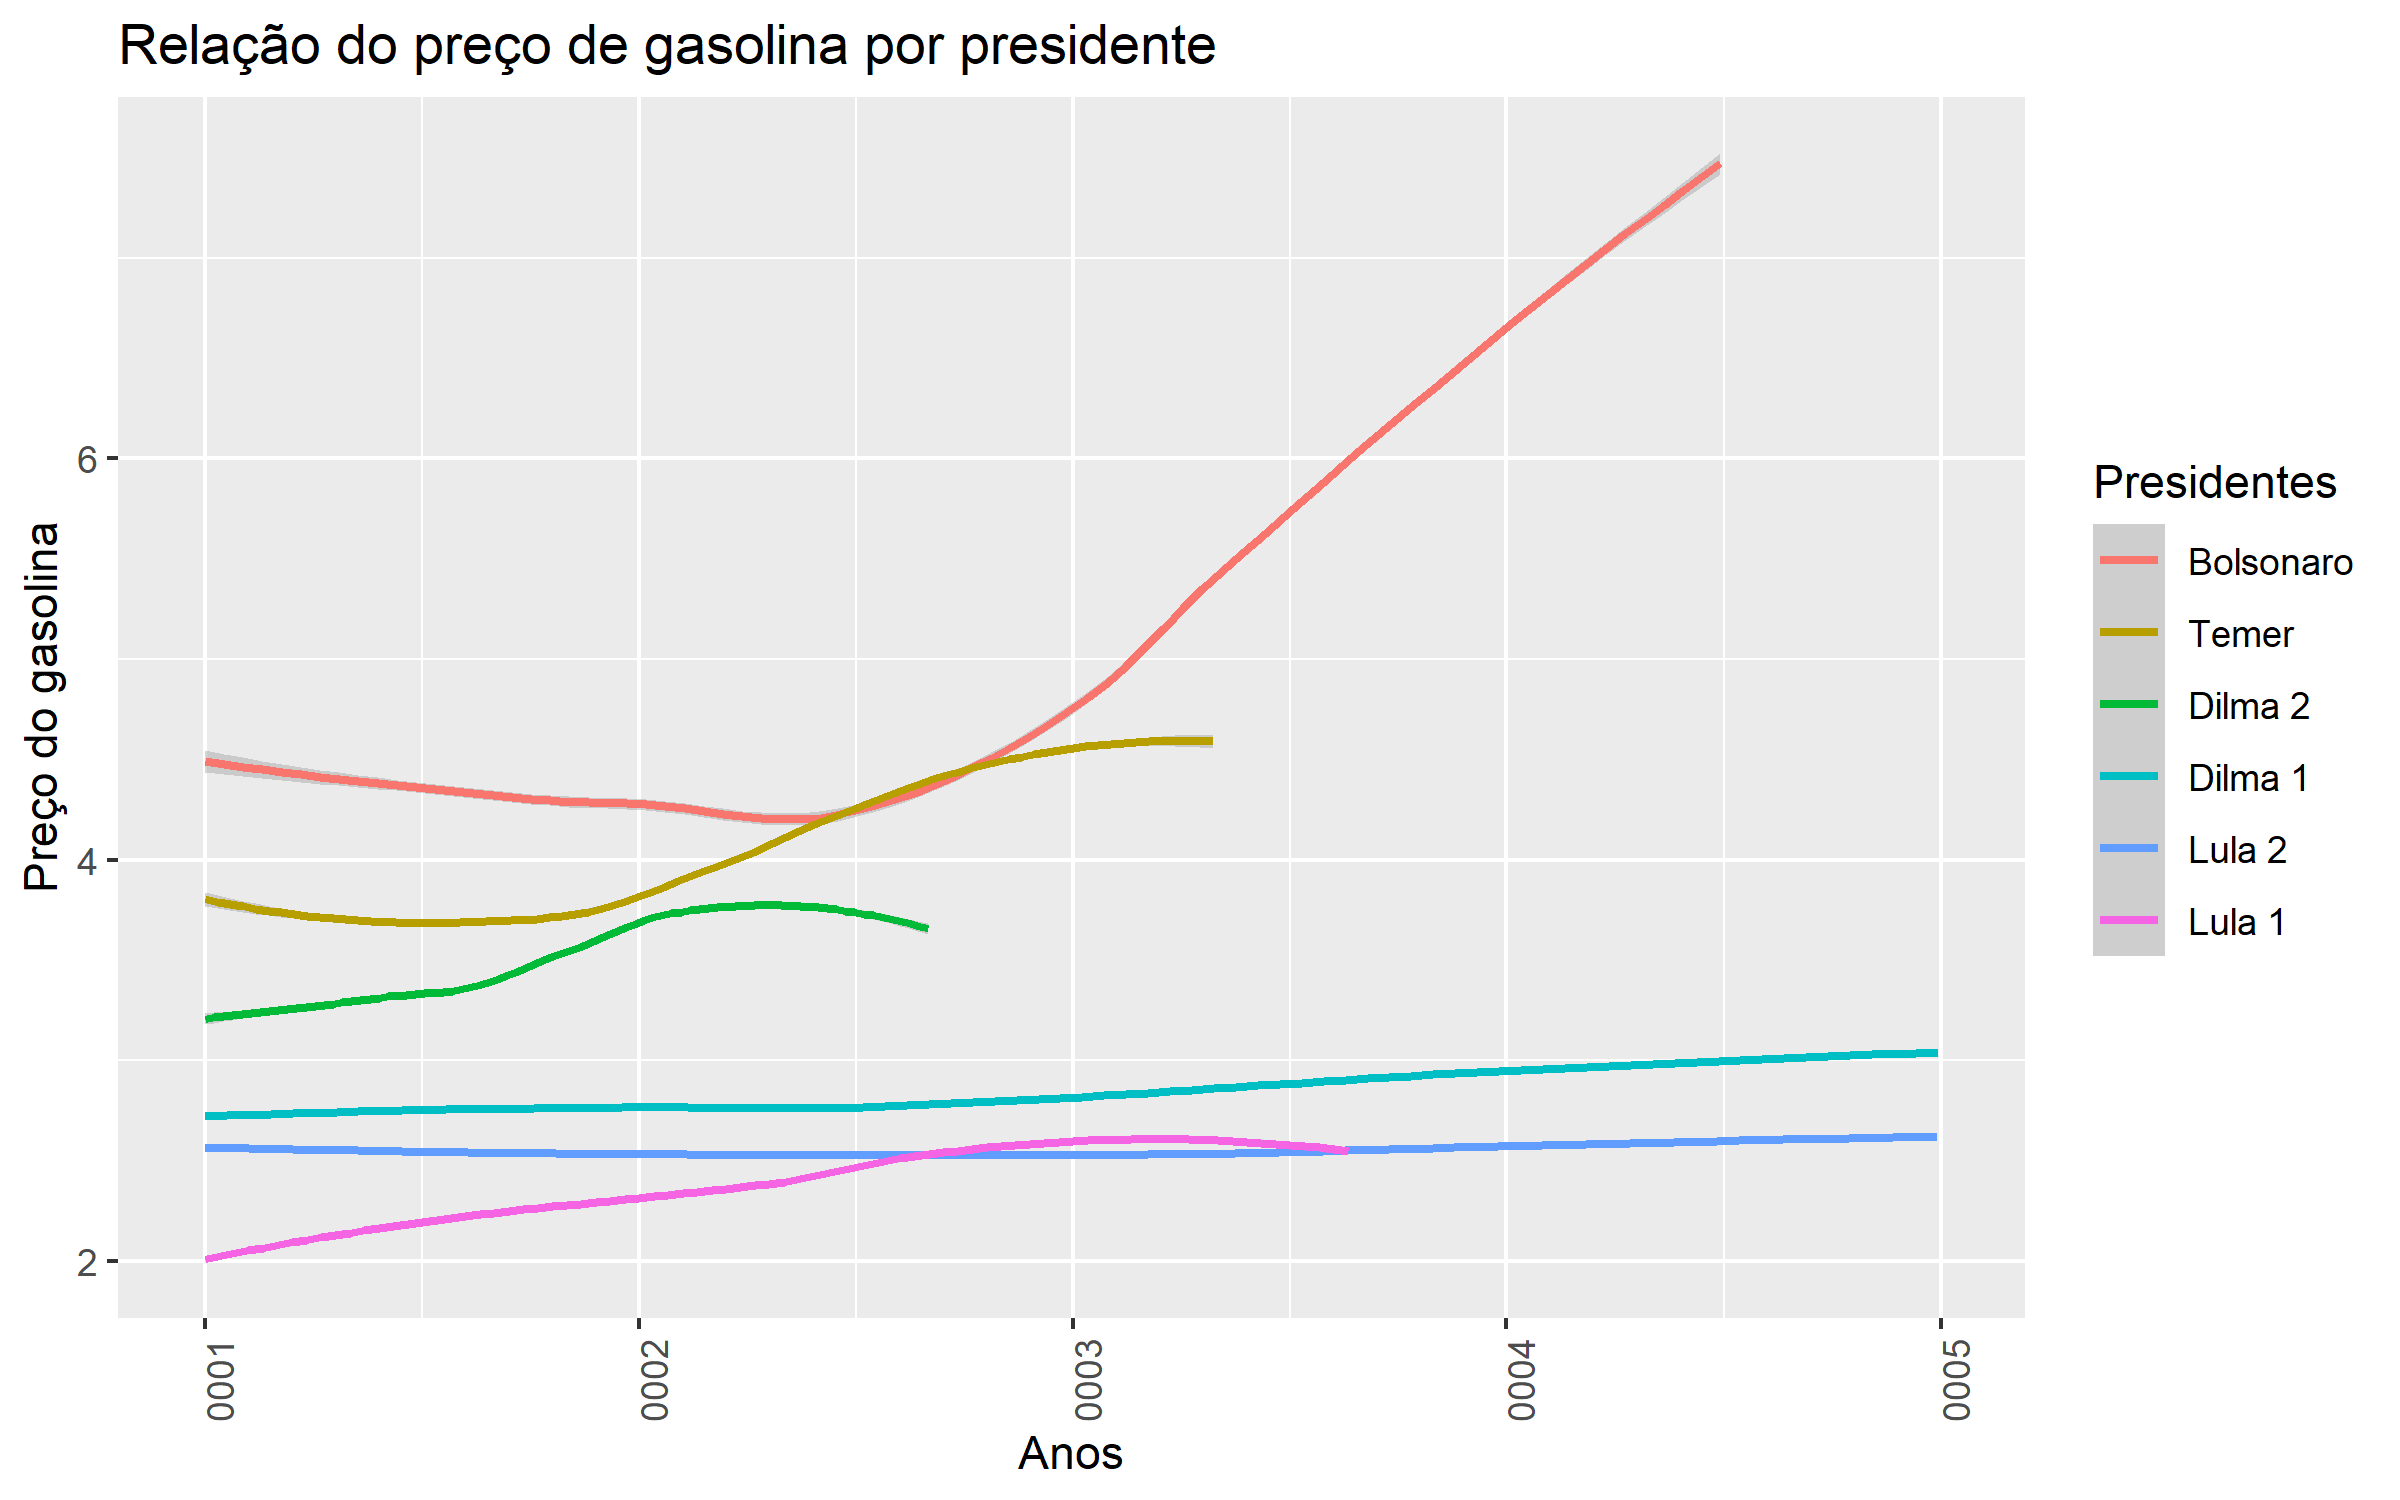 Relação do preço de gasolina por presidente
Preço do gasolina
6
4
2
0001
0002
0003
0004
0005
Anos
Presidentes
Bolsonaro
Temer
Dilma 2
Dilma 1
Lula 2
Lula 1